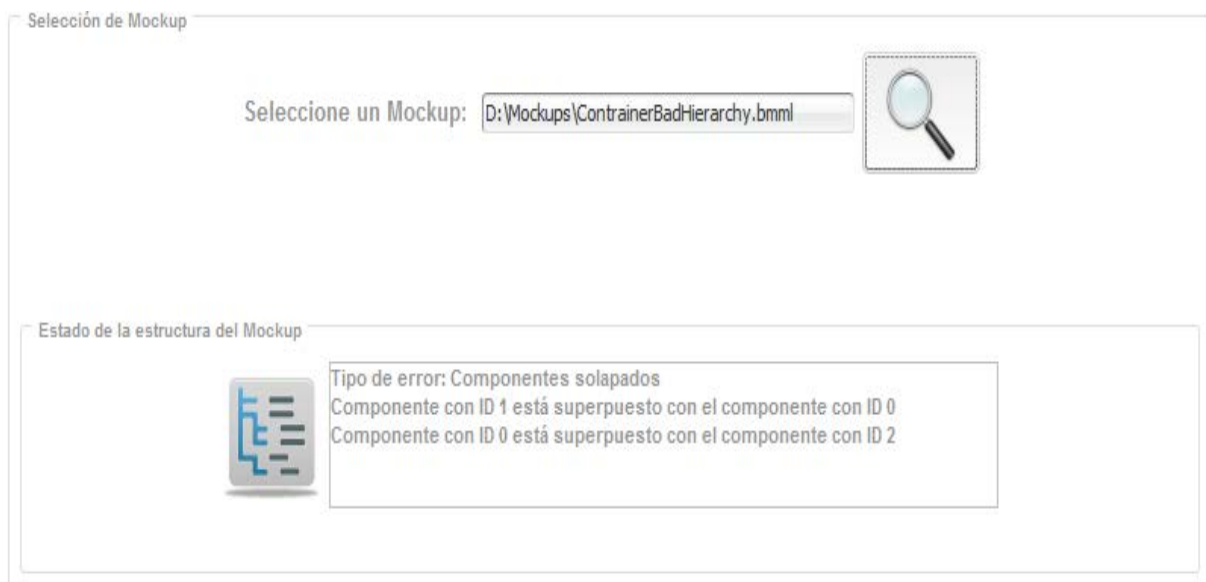 Selección de Mockup
Seleccione un Mockup: D:\Mockups\ContrainerBadHierarchy.bmml
Estado de la estructura del Mockup
Tipo de error: Componentes solapados
Componente con ID 1 está superpuesto con el componente con ID 0
Componente con ID 0 está superpuesto con el componente con ID 2